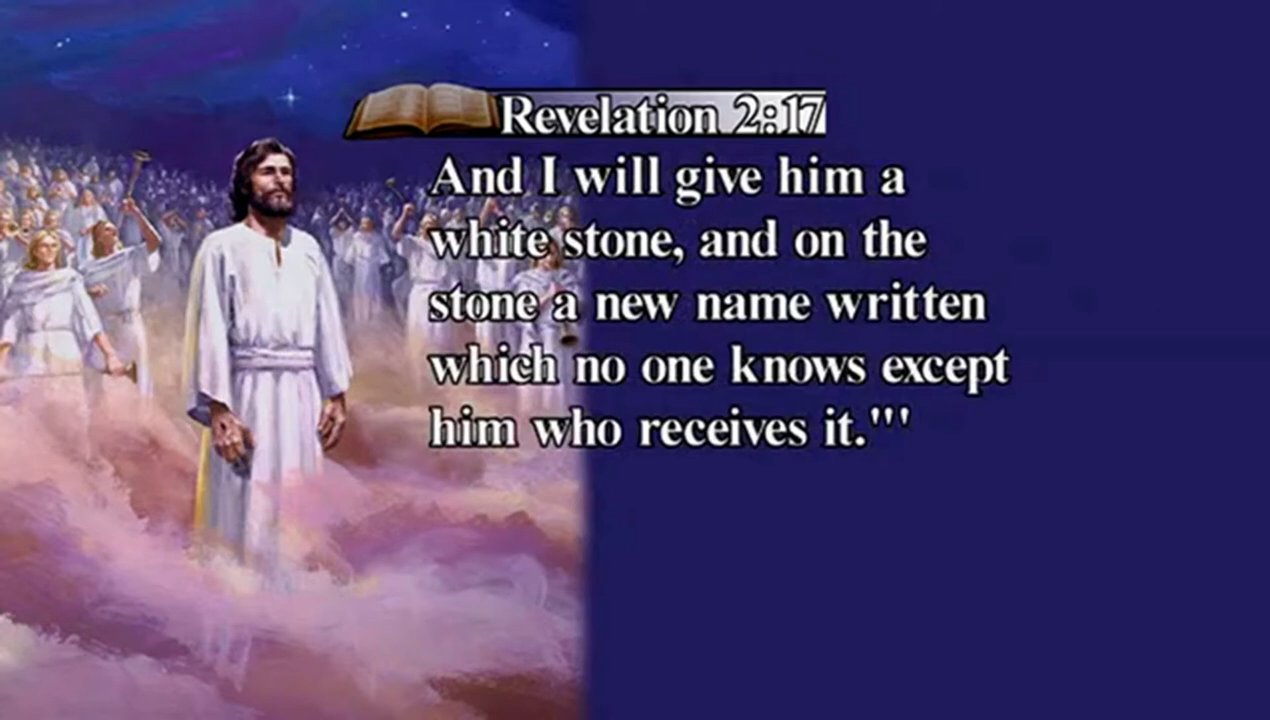 Revelation 2:17
And I will give him a
white stone, and on the
stone a new name written
which no one knows except
him who receives it."'